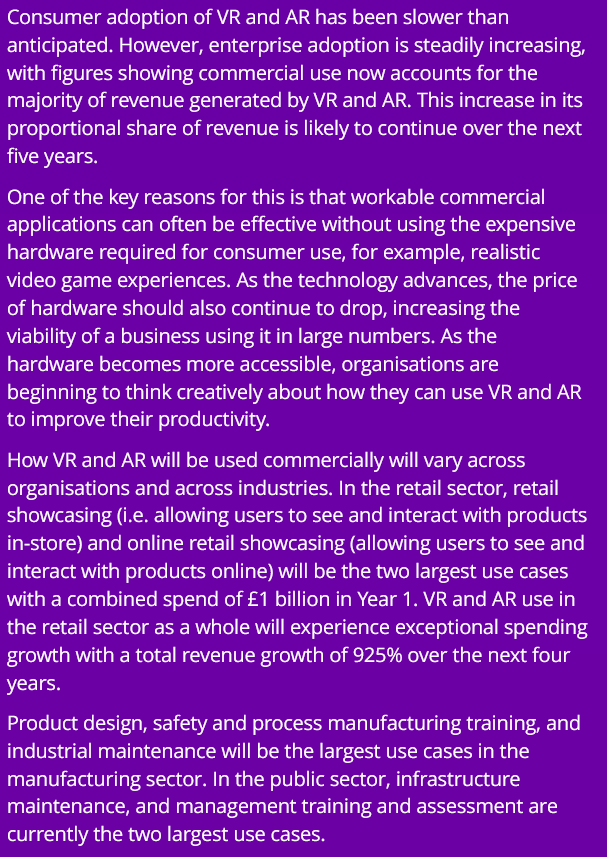 Consumer adoption of VR and AR has been slower than
anticipated. However, enterprise adoption is steadily increasing,
with figures showing commercial use now accounts for the
majority of revenue generated by VR and AR. This increase in its
proportional share of revenue is likely to continue over the next
five years.
One of the key reasons for this is that workable commercial
applications can often be effective without using the expensive
hardware required for consumer use, for example, realistic
video game experiences. As the technology advances, the price
of hardware should also continue to drop, increasing the
viability of a business using it in large numbers. As the
hardware becomes more accessible, organisations are
beginning to think creatively about how they can use VR and AR
to improve their productivity.
How VR and AR will be used commercially will vary across
organisations and across industries. In the retail sector, retail
showcasing (i.e. allowing users to see and interact with products
in-store) and online retail showcasing (allowing users to see and
interact with products online) will be the two largest use cases
with a combined spend of £1 billion in Year 1. VR and AR use in
the retail sector as a whole will experience exceptional spending
growth with a total revenue growth of 925% over the next four
years.
Product design, safety and process manufacturing training, and
industrial maintenance will be the largest use cases in the
manufacturing sector. In the public sector, infrastructure
maintenance, and management training and assessment are
currently the two largest use cases.